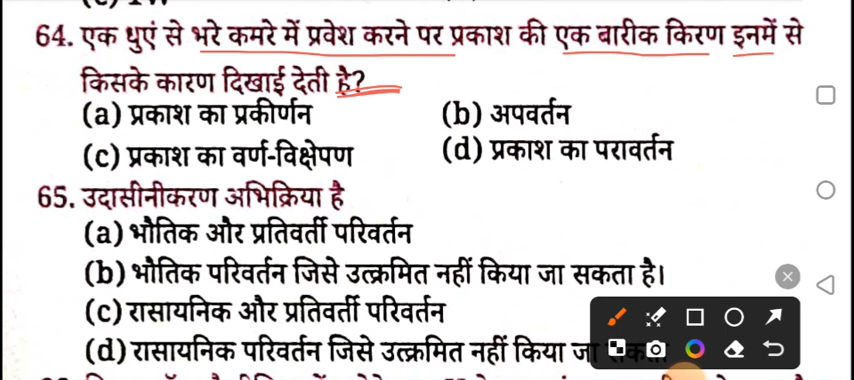 64. एक धुएं से भरे कमरे में प्रवेश करने पर प्रकाश की एक बारीक किरण इनमें से
किसके कारण दिखाई देती है?
(a) प्रकाश का प्रकीर्णन (b) अपवर्तन
(c) प्रकाश का वर्ण-विक्षेपण (d) प्रकाश का परावर्तन
65. उदासीनीकरण अभिक्रिया है
(a) भौतिक और प्रतिवर्ती परिवर्तन
(b) भौतिक परिवर्तन जिसे उत्क्रमित नहीं किया जा सकता है।
(c) रासायनिक और प्रतिवर्ती परिवर्तन
(d) रासायनिक परिवर्तन जिसे उत्क्रमित नहीं किया जा